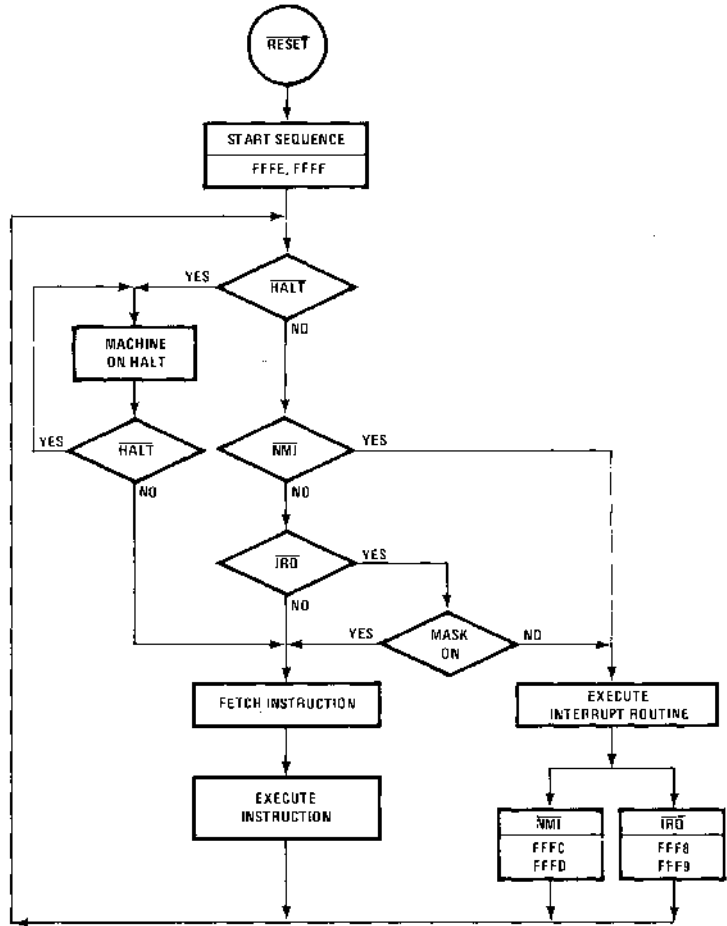 RESET
START SEQUENCE
FFFE, FFFF
YES
HALT
NO
MACHINE
ON HALT
YES
HALT
NO
NMI
YES
NO
IRQ
YES
NO
YES
MASK
ON
NO
FETCH INSTRUCTION
EXECUTE
INTERRUPT ROUTINE
EXECUTE
INSTRUCTION
NMI
FFFC
FFFD
IRQ
FFF8
FFF9